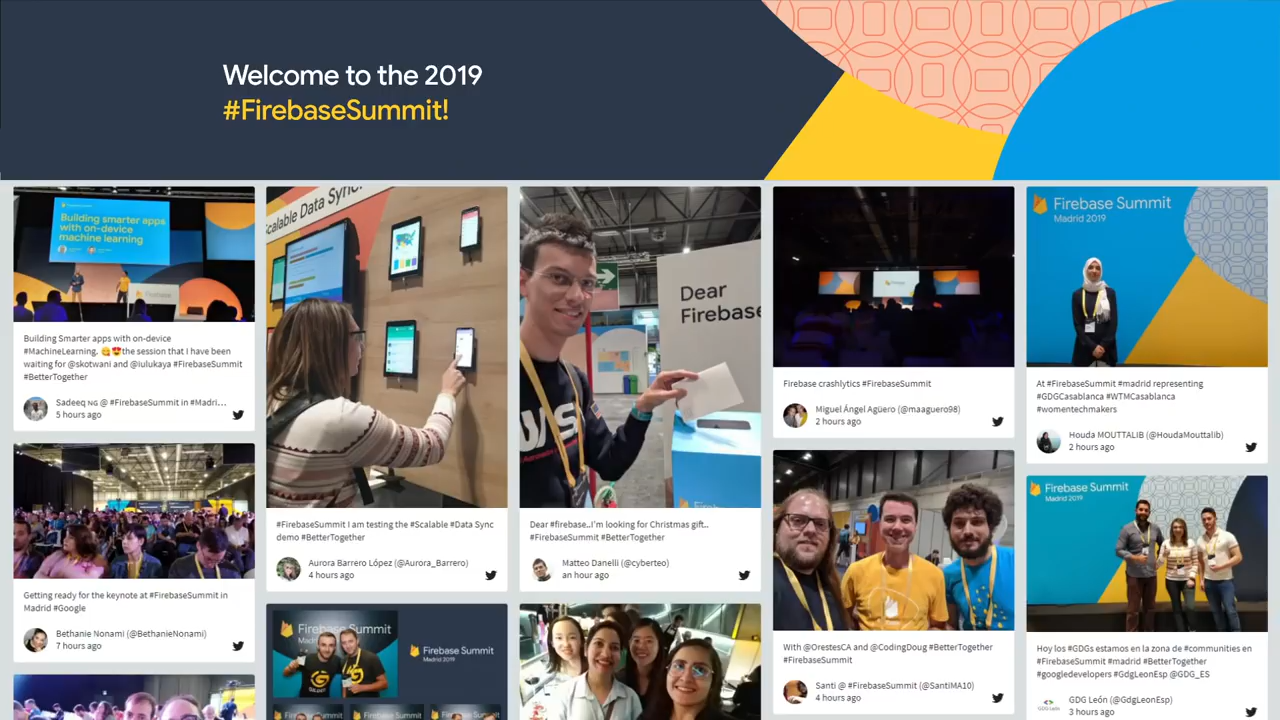 Welcome to the 2019
#FirebaseSummit!
Building smarter apps
with on-device
machine learning
Building Smarter apps with on-device
#MachineLearning. 😋😍the session that I have been
waiting for @skotwani and @lulukaya #FirebaseSummit
#BetterTogether
Sadeeq ɴɢ @ #FirebaseSummit in #Madri...
5 hours ago
Getting ready for the keynote at #FirebaseSummit in
Madrid #Google
Bethanie Nonami (@BethanieNonami)
7 hours ago
Scalable Data Sync
#FirebaseSummit I am testing the #Scalable #Data Sync
demo #BetterTogether
Aurora Barrero López (@Aurora_Barrero)
4 hours ago
Firebase Summit
Firebase Summit
Madrid 2019
Firebase Summit
Firebase Summit
Firebase Summit
Dear
Firebase
Dear #firebase..I'm looking for Christmas gift..
#FirebaseSummit #BetterTogether
Matteo Danelli (@cyberteo)
an hour ago
Firebase crashlytics #FirebaseSummit
Miguel Ángel Agüero (@maaguero98)
2 hours ago
With @OrestesCA and @CodingDoug #BetterTogether
#FirebaseSummit
Santi @ #FirebaseSummit (@SantiMA10)
4 hours ago
Firebase Summit
Madrid 2019
At #FirebaseSummit #madrid representing
#GDGCasablanca #WTMCasablanca
#womentechmakers
Houda MOUTTALIB (@HoudaMouttalib)
2 hours ago
Firebase Summit
Madrid 2019
Hoy los #GDGs estamos en la zona de #communities en
#FirebaseSummit #madrid #BetterTogether
#googledevelopers #GdgLeonEsp @GDG_ES
GDG León (@GdgLeonEsp)
3 hours ago